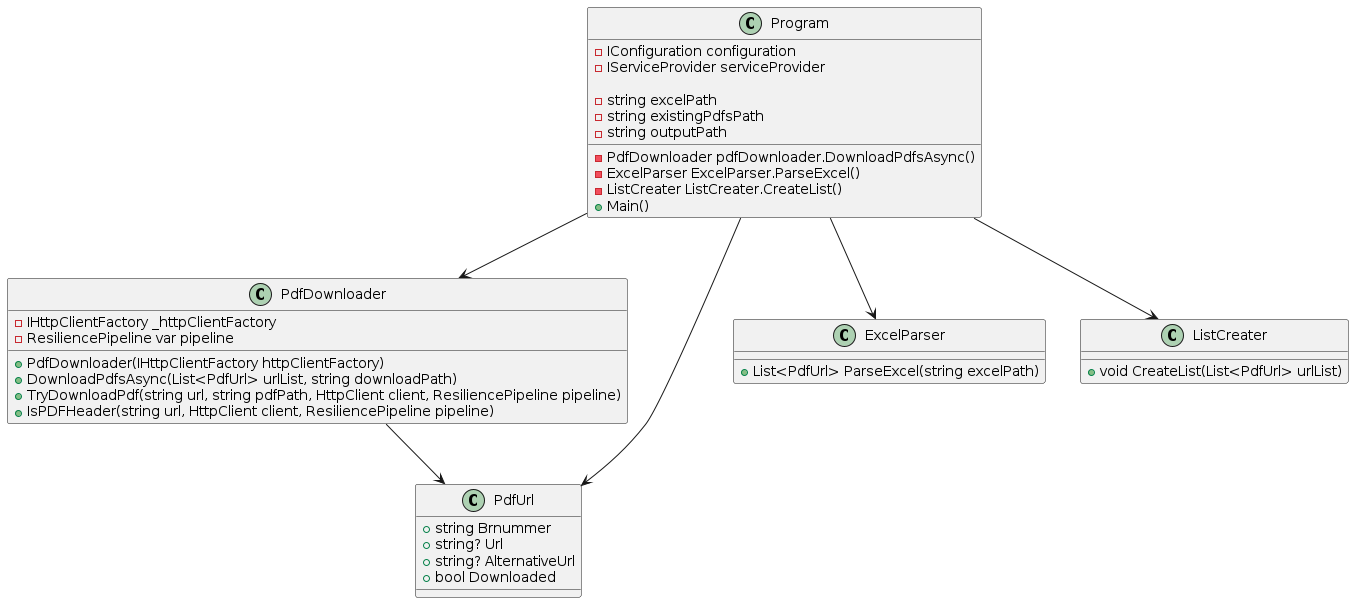 C Program
IConfiguration configuration
IServiceProvider serviceProvider
string excelPath
string existingPdfsPath
string outputPath
PdfDownloader pdfDownloader.DownloadPdfsAsync()
ExcelParser ExcelParser.ParseExcel()
ListCreater ListCreater.CreateList()
Main()
C PdfDownloader
IHttpClientFactory _httpClientFactory
ResiliencePipeline var pipeline
PdfDownloader(IHttpClientFactory httpClientFactory)
DownloadPdfsAsync(List<PdfUrl> urlList, string downloadPath)
TryDownloadPdf(string url, string pdfPath, HttpClient client, ResiliencePipeline pipeline)
IsPDFHeader(string url, HttpClient client, ResiliencePipeline pipeline)
C ExcelParser
List<PdfUrl> ParseExcel(string excelPath)
C ListCreater
void CreateList(List<PdfUrl> urlList)
C PdfUrl
string Brnummer
string? Url
string? AlternativeUrl
bool Downloaded